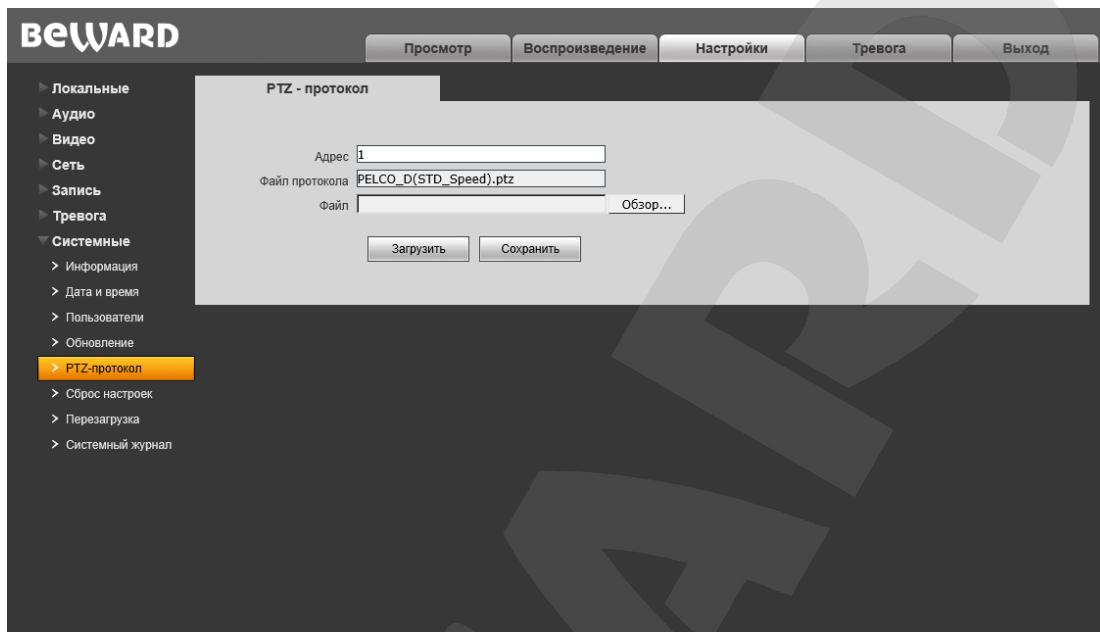 BEWARD
Просмотр Воспроизведение Настройки Тревога Выход
Локальные
Аудио
Видео
Сеть
Запись
Тревога
Системные
Информация
Дата и время
Пользователи
Обновление
PTZ-протокол
Сброс настроек
Перезагрузка
Системный журнал
PTZ - протокол
Адрес 1
Файл протокола PELCO_D(STD_Speed).ptz
Файл Обзор...
Загрузить Сохранить